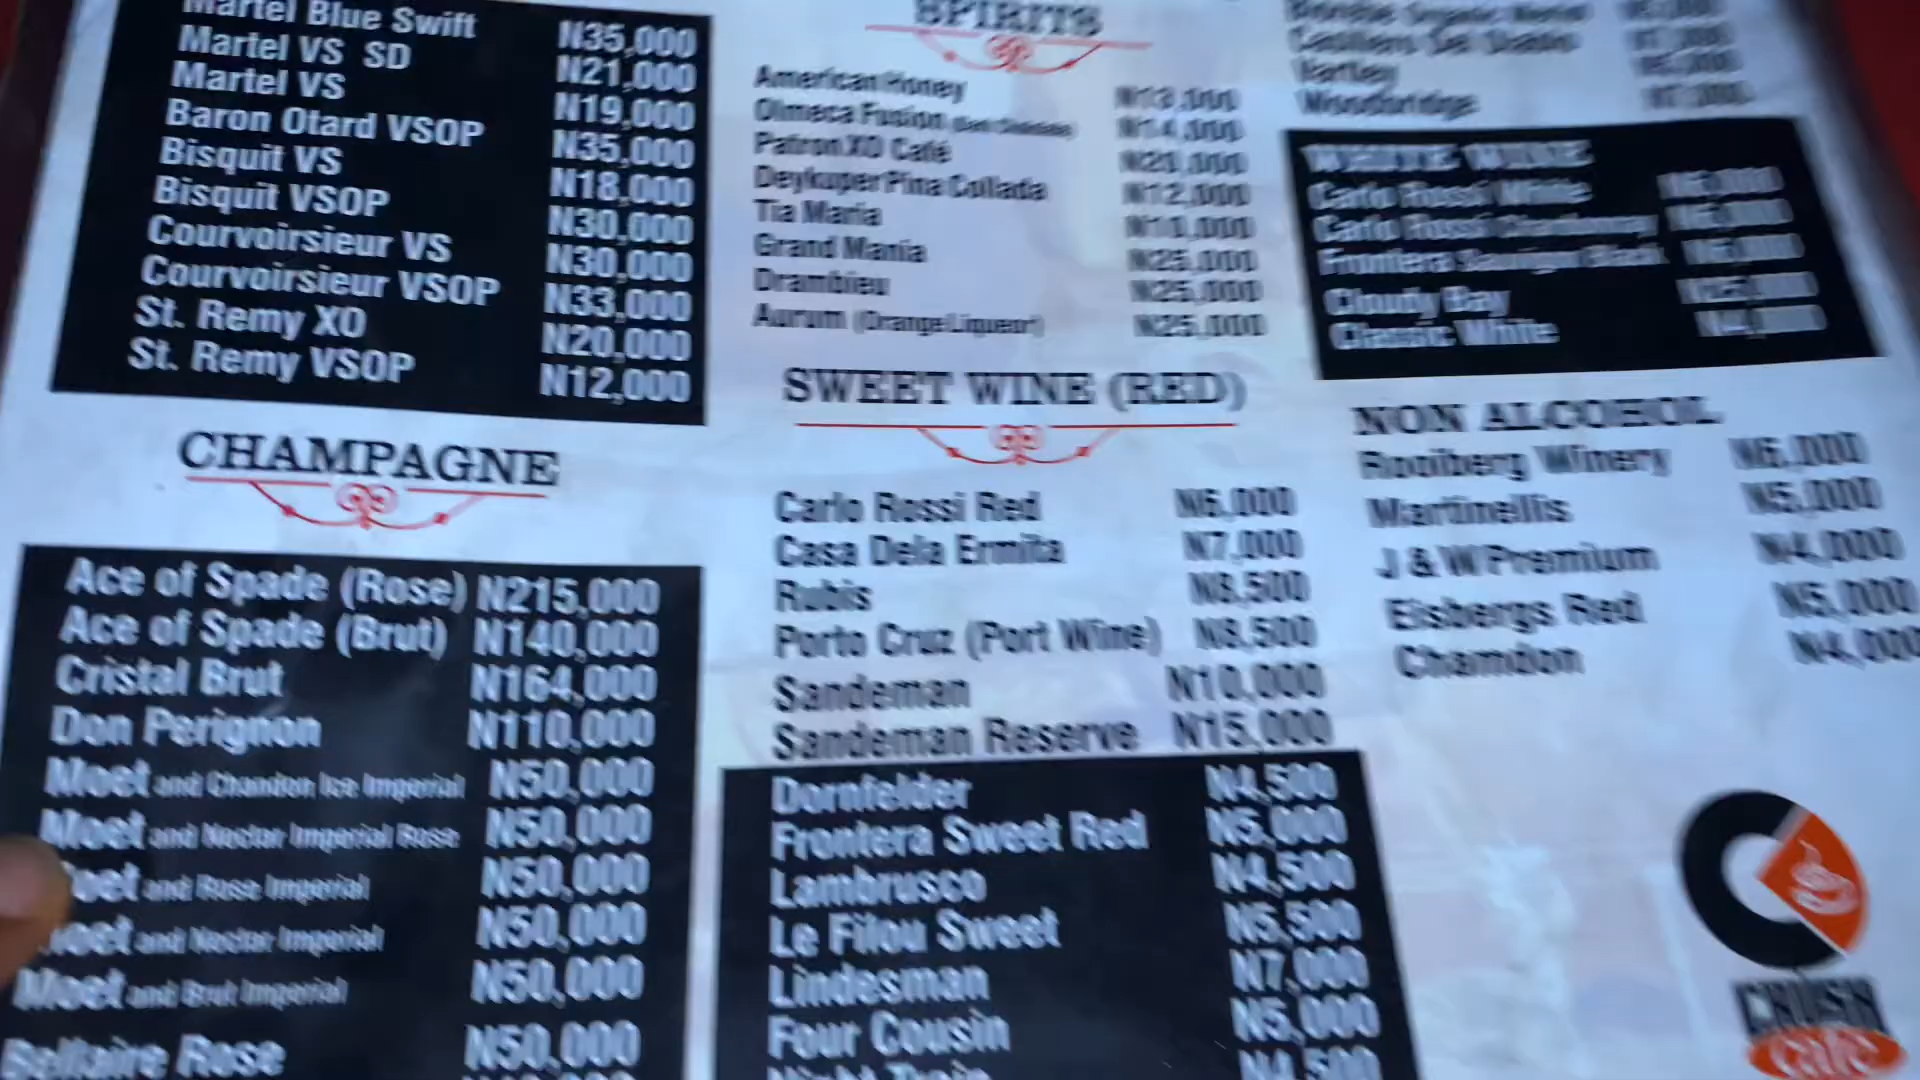 Martel Blue Swift N35,000
Martel VS SD N21,000
Martel VS N19,000
Baron Otard VSOP N35,000
Bisquit VS N18,000
Bisquit VSOP N30,000
Courvoirsieur VS N30,000
Courvoirsieur VSOP N33,000
St. Remy XO N20,000
St. Remy VSOP N12,000
CHAMPAGNE
Ace of Spade (Rose) N215,000
Ace of Spade (Brut) N140,000
Cristal Brut N164,000
Don Perignon N110,000
Moet and Chandon Ice Imperial N50,000
Moet and Nectar Imperial Rose N50,000
Moet and Rose Imperial N50,000
Moet and Nectar Imperial N50,000
Moet and Brut Imperial N50,000
Bellaire Rose N50,000
SPIRITS
American Honey N13,000
Olmeca Fusion N14,000
Patron XO Café N20,000
Deykuper Pina Collada N12,000
Tia Maria N10,000
Grand Mania N25,000
Drambieu N25,000
Aurum (Orange Liqueur) N25,000
SWEET WINE (RED)
Carlo Rossi Red N6,000
Casa Dela Ermita N7,000
Rubis N8,500
Porto Cruz (Port Wine) N8,500
Sandeman N10,000
Sandeman Reserve N15,000
Dornfelder N4,500
Frontera Sweet Red N5,000
Lambrusco N4,500
Le Filou Sweet N5,500
Lindesman N7,000
Four Cousin N5,000
Night Train N4,500
Woodbridge
WHITE WINE
Carlo Rossi White
Carlo Rossi Chardonnay
Frontera
Cloudy Bay
Classic White
NON ALCOHOL
Rooiberg Winery N6,000
Martinellis N5,000
J & W Premium N4,000
Eisbergs Red N5,000
Chamdon N4,000
CRUSH
cafe